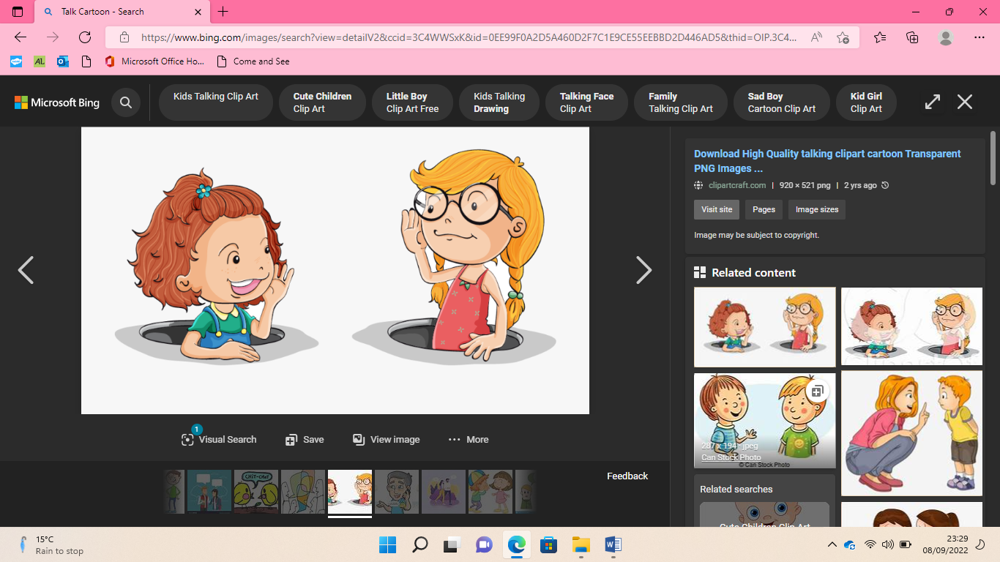 Talk Cartoon - Search
https://www.bing.com/images/search?view=detailV2&ccid=3C4WWSxK&id=0EE99F0A2D5A460D2F7C1E9CE55EEBBD2D446AD5&thid=OIP.3C4...
AL
Microsoft Office Ho...
Come and See
Microsoft Bing
Kids Talking Clip Art
Cute Children
Clip Art
Little Boy
Clip Art Free
Kids Talking
Drawing
Talking Face
Clip Art
Family
Talking Clip Art
Sad Boy
Cartoon Clip Art
Kid Girl
Clip Art
Download High Quality talking clipart cartoon Transparent
PNG Images ...
clipartcraft.com | 920 × 521 png | 2 yrs ago
Visit site
Pages
Image sizes
Image may be subject to copyright.
Related content
287 x 194 · jpeg
Can Stock Photo
© Can Stock Photo
Related searches
Cute Children Clip Art
1
Visual Search
Save
View image
More
Feedback
CHIT-CHAT
15°C
Rain to stop
23:29
08/09/2022